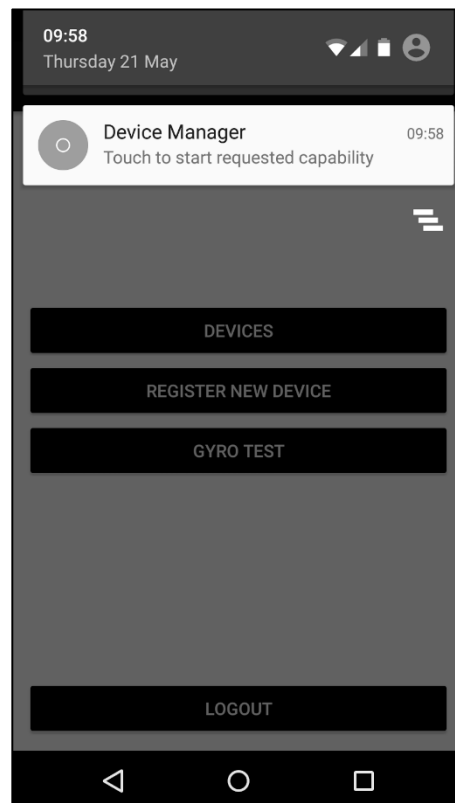 09:58
Thursday 21 May
Device Manager 09:58
Touch to start requested capability
DEVICES
REGISTER NEW DEVICE
GYRO TEST
LOGOUT